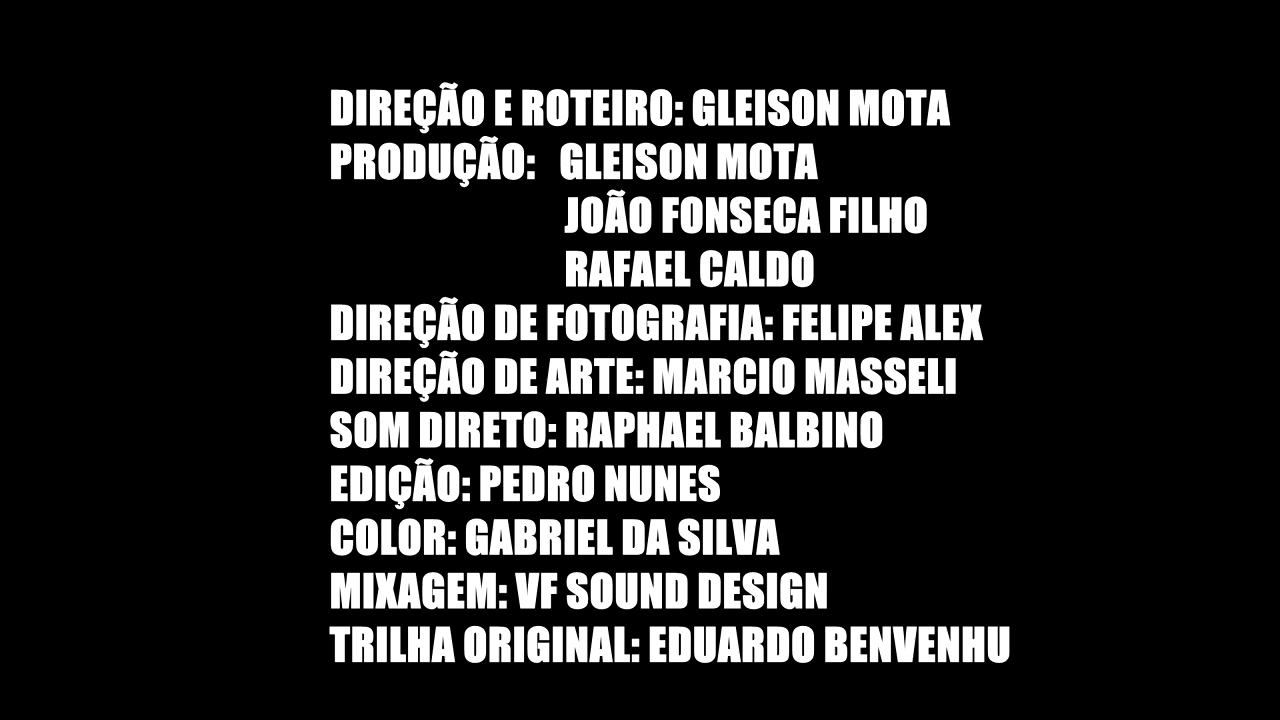 DIREÇÃO E ROTEIRO: GLEISON MOTA
PRODUÇÃO: GLEISON MOTA
JOÃO FONSECA FILHO
RAFAEL CALDO
DIREÇÃO DE FOTOGRAFIA: FELIPE ALEX
DIREÇÃO DE ARTE: MARCIO MASSELI
SOM DIRETO: RAPHAEL BALBINO
EDIÇÃO: PEDRO NUNES
COLOR: GABRIEL DA SILVA
MIXAGEM: VF SOUND DESIGN
TRILHA ORIGINAL: EDUARDO BENVENHU